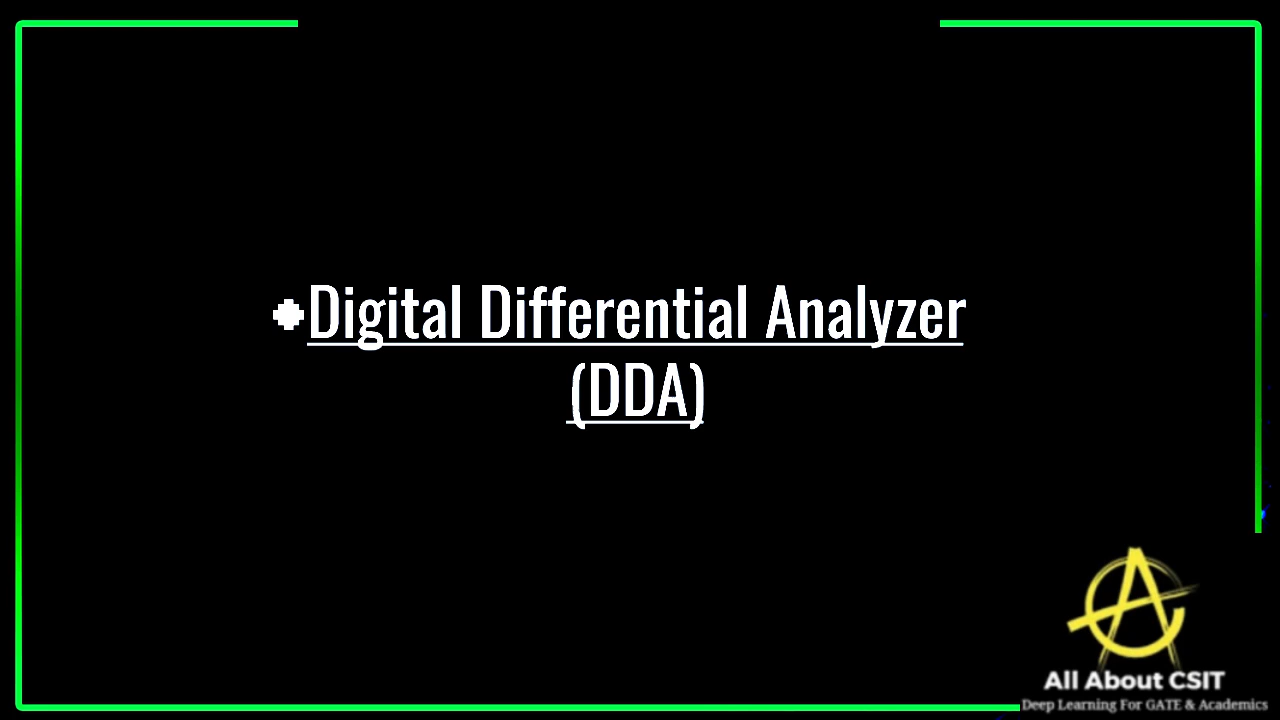 Digital Differential Analyzer
(DDA)
All About CSIT
Deep Learning For GATE & Academics